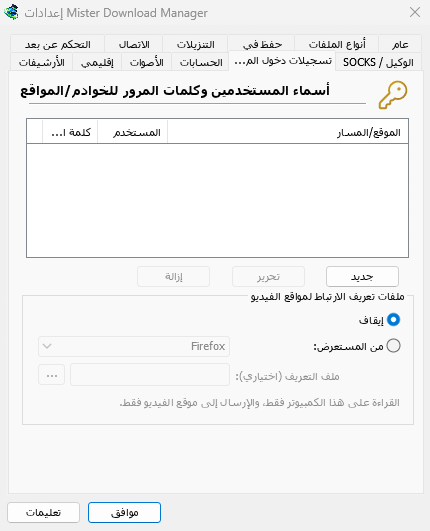 إعدادات Mister Download Manager
عام
أنواع الملفات
حفظ في
التنزيلات
الاتصال
التحكم عن بعد
الوكيل / SOCKS
تسجيلات دخول الم...
الحسابات
الأصوات
إقليمي
الأرشيفات
أسماء المستخدمين وكلمات المرور للخوادم/المواقع
الموقع/المسار
المستخدم
كلمة ا...
جديد
تحرير
إزالة
ملفات تعريف الارتباط لمواقع الفيديو
إيقاف
من المستعرض:
Firefox
ملف التعريف (اختياري):
...
القراءة على هذا الكمبيوتر فقط، والإرسال إلى موقع الفيديو فقط.
موافق
تعليمات